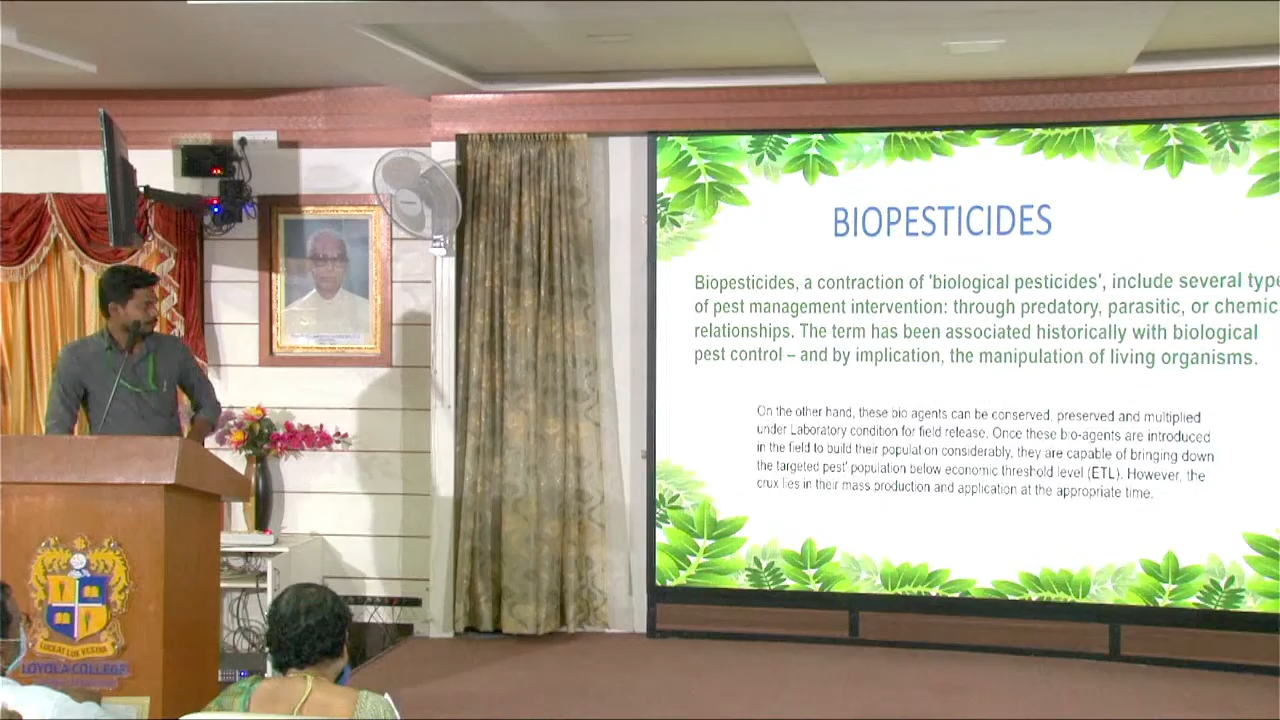 BIOPESTICIDES
Biopesticides, a contraction of 'biological pesticides', include several type
of pest management intervention: through predatory, parasitic, or chemic
relationships. The term has been associated historically with biological
pest control – and by implication, the manipulation of living organisms.
On the other hand, these bio agents can be conserved, preserved and multiplied
under Laboratory condition for field release. Once these bio-agents are introduced
in the field to build their population considerably, they are capable of bringing down
the targeted pest' population below economic threshold level (ETL). However, the
crux lies in their mass production and application at the appropriate time.
LUCEAT LUX VESTRA
LOYOLA COLLEGE